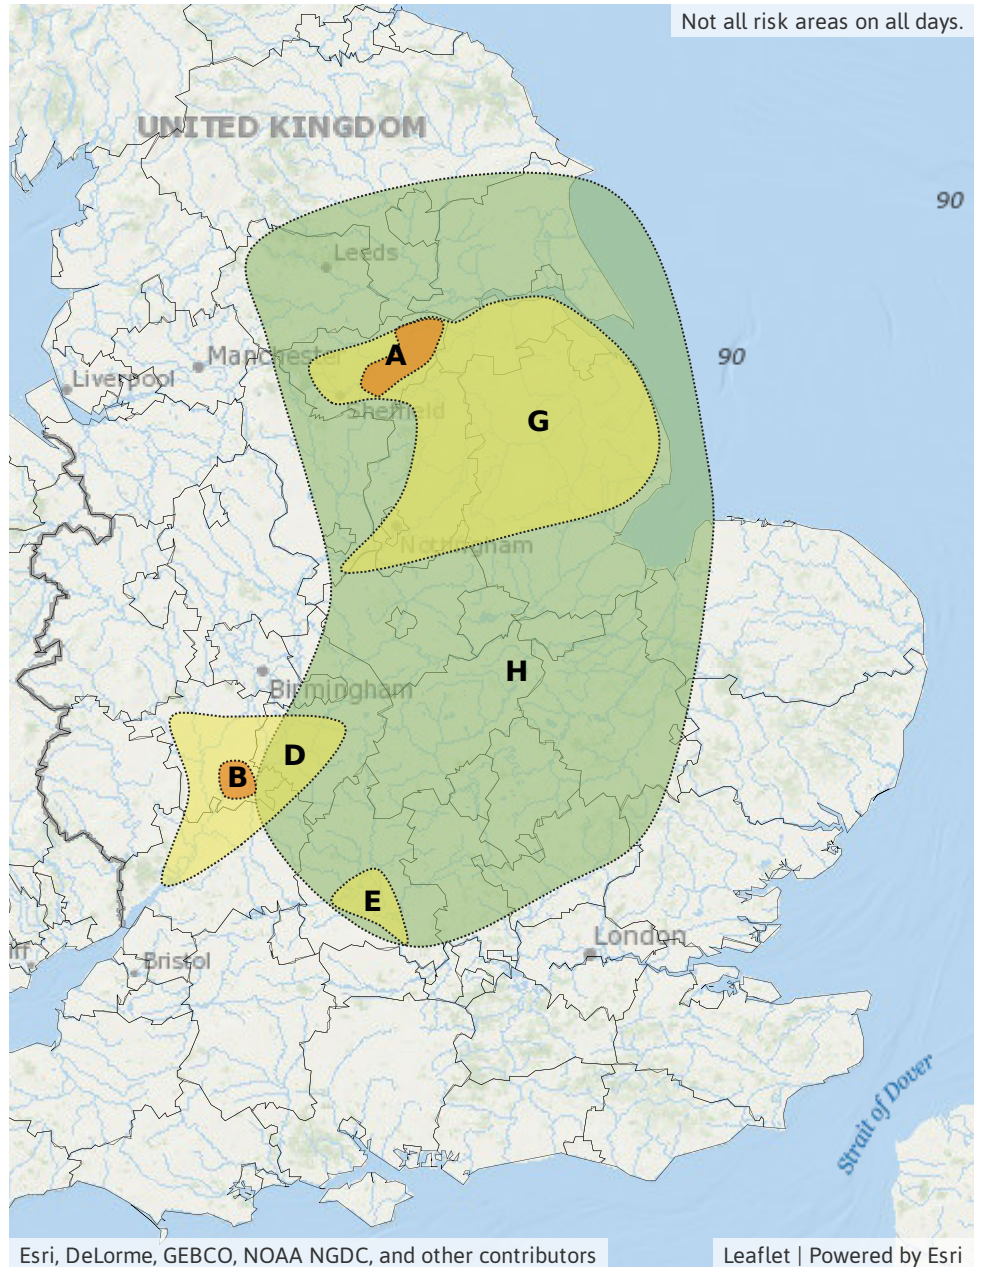 Not all risk areas on all days.
UNITED KINGDOM
90
Leeds
A
Manchester
90
Liverpool
Sheffield
G
Nottingham
H
Birmingham
D
B
E
London
iff
Bristol
Strait of Dover
Esri, DeLorme, GEBCO, NOAA NGDC, and other contributors
Leaflet | Powered by Esri